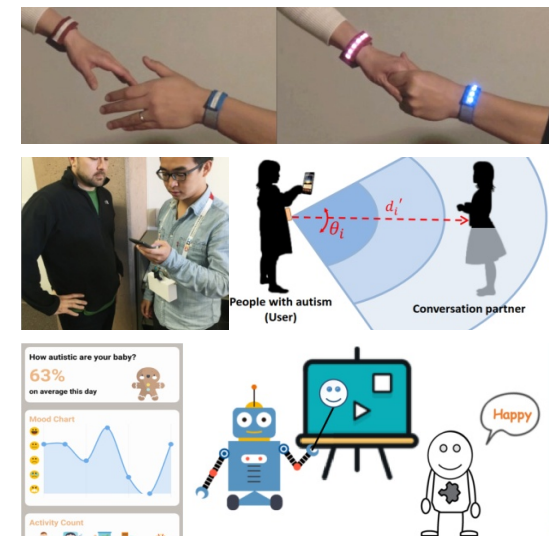 θi
di′
People with autism
(User)
Conversation partner
How autistic are your baby?
63%
on average this day
Mood Chart
Activity Count
Happy